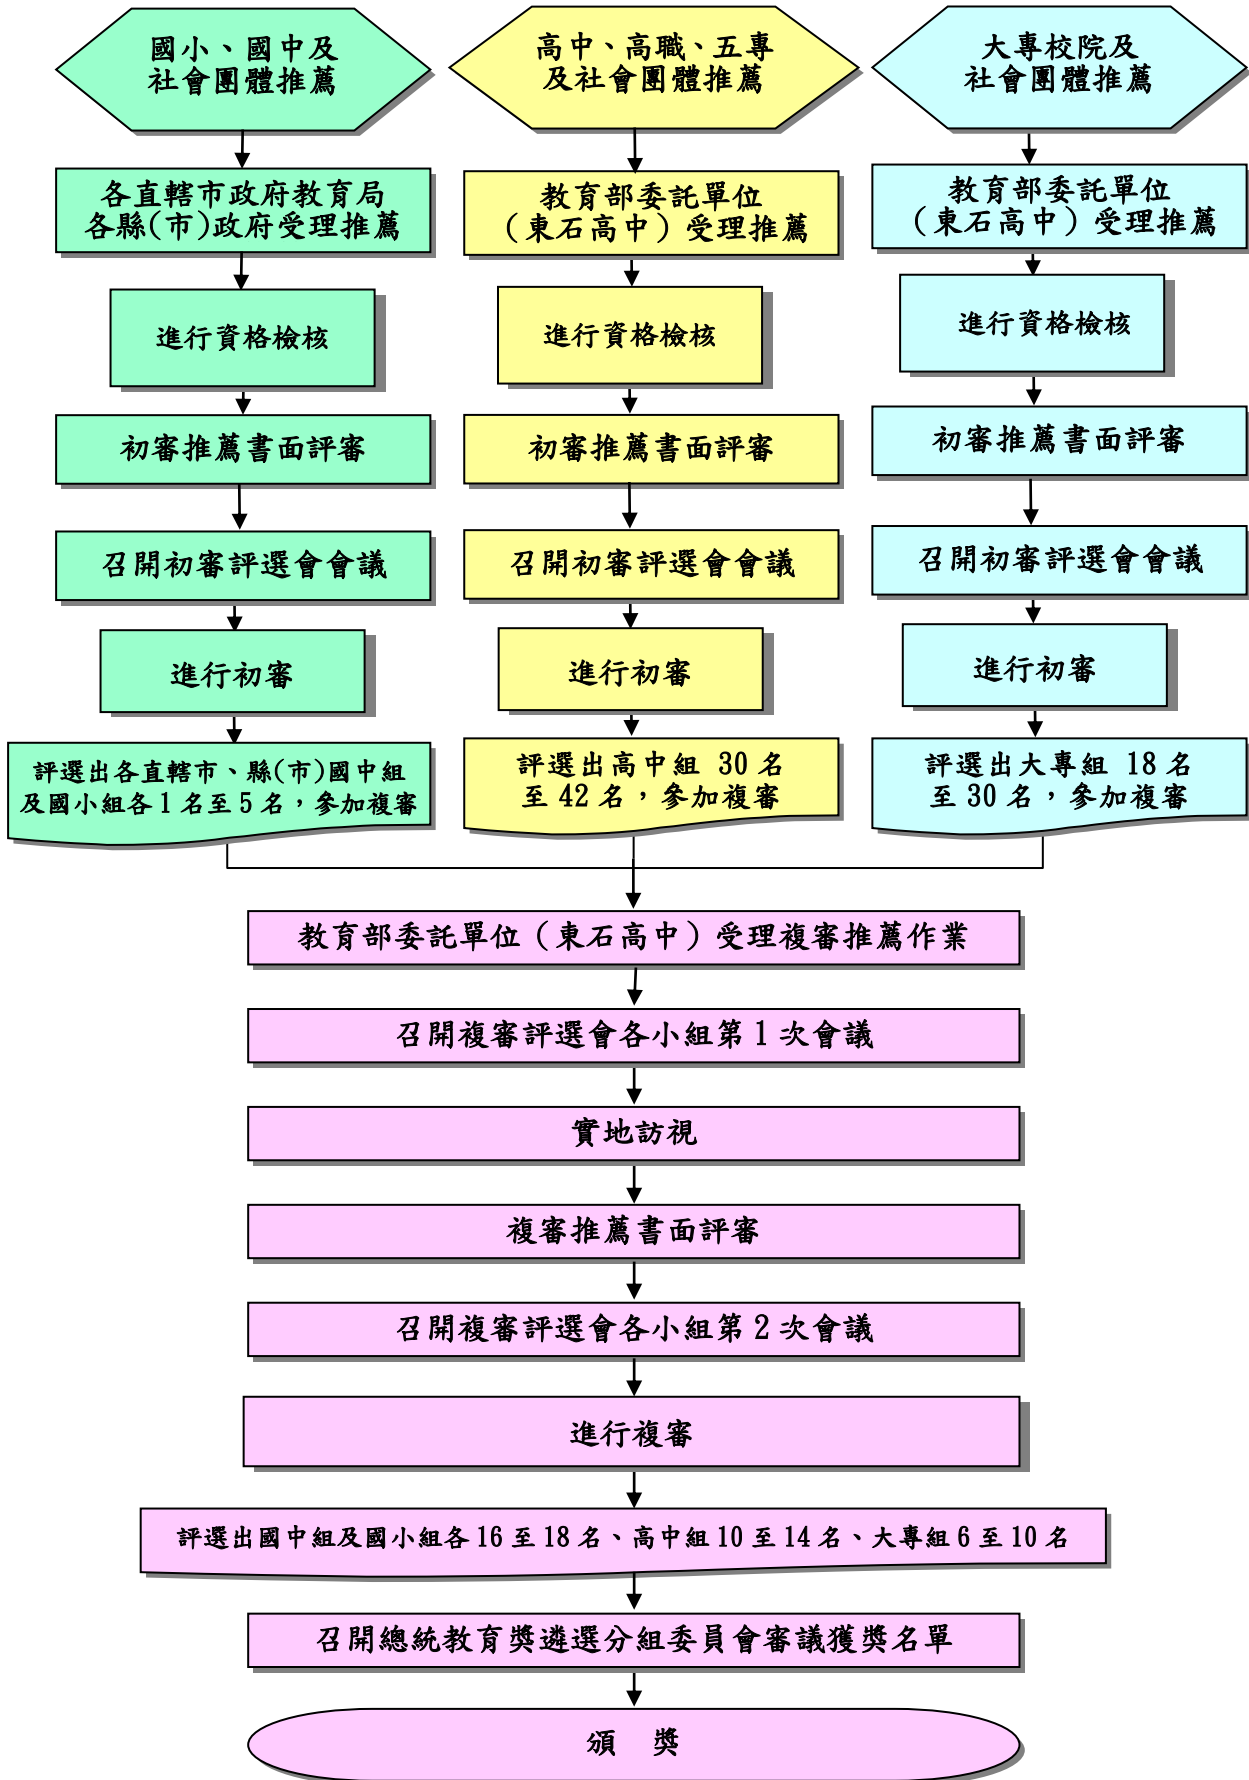 國小、國中及
社會團體推薦
各直轄市政府教育局
各縣(市)政府受理推薦
進行資格檢核
初審推薦書面評審
召開初審評選會會議
進行初審
評選出各直轄市、縣(市)國中組
及國小組各1名至5名，參加複審
高中、高職、五專
及社會團體推薦
教育部委託單位
（東石高中）受理推薦
進行資格檢核
初審推薦書面評審
召開初審評選會會議
進行初審
評選出高中組 30名
至42名，參加複審
大專校院及
社會團體推薦
教育部委託單位
（東石高中）受理推薦
進行資格檢核
初審推薦書面評審
召開初審評選會會議
進行初審
評選出大專組 18名
至30名，參加複審
教育部委託單位（東石高中）受理複審推薦作業
召開複審評選會各小組第1次會議
實地訪視
複審推薦書面評審
召開複審評選會各小組第2次會議
進行複審
評選出國中組及國小組各16至18名、高中組10至14名、大專組6至10名
召開總統教育獎遴選分組委員會審議獲獎名單
頒　獎